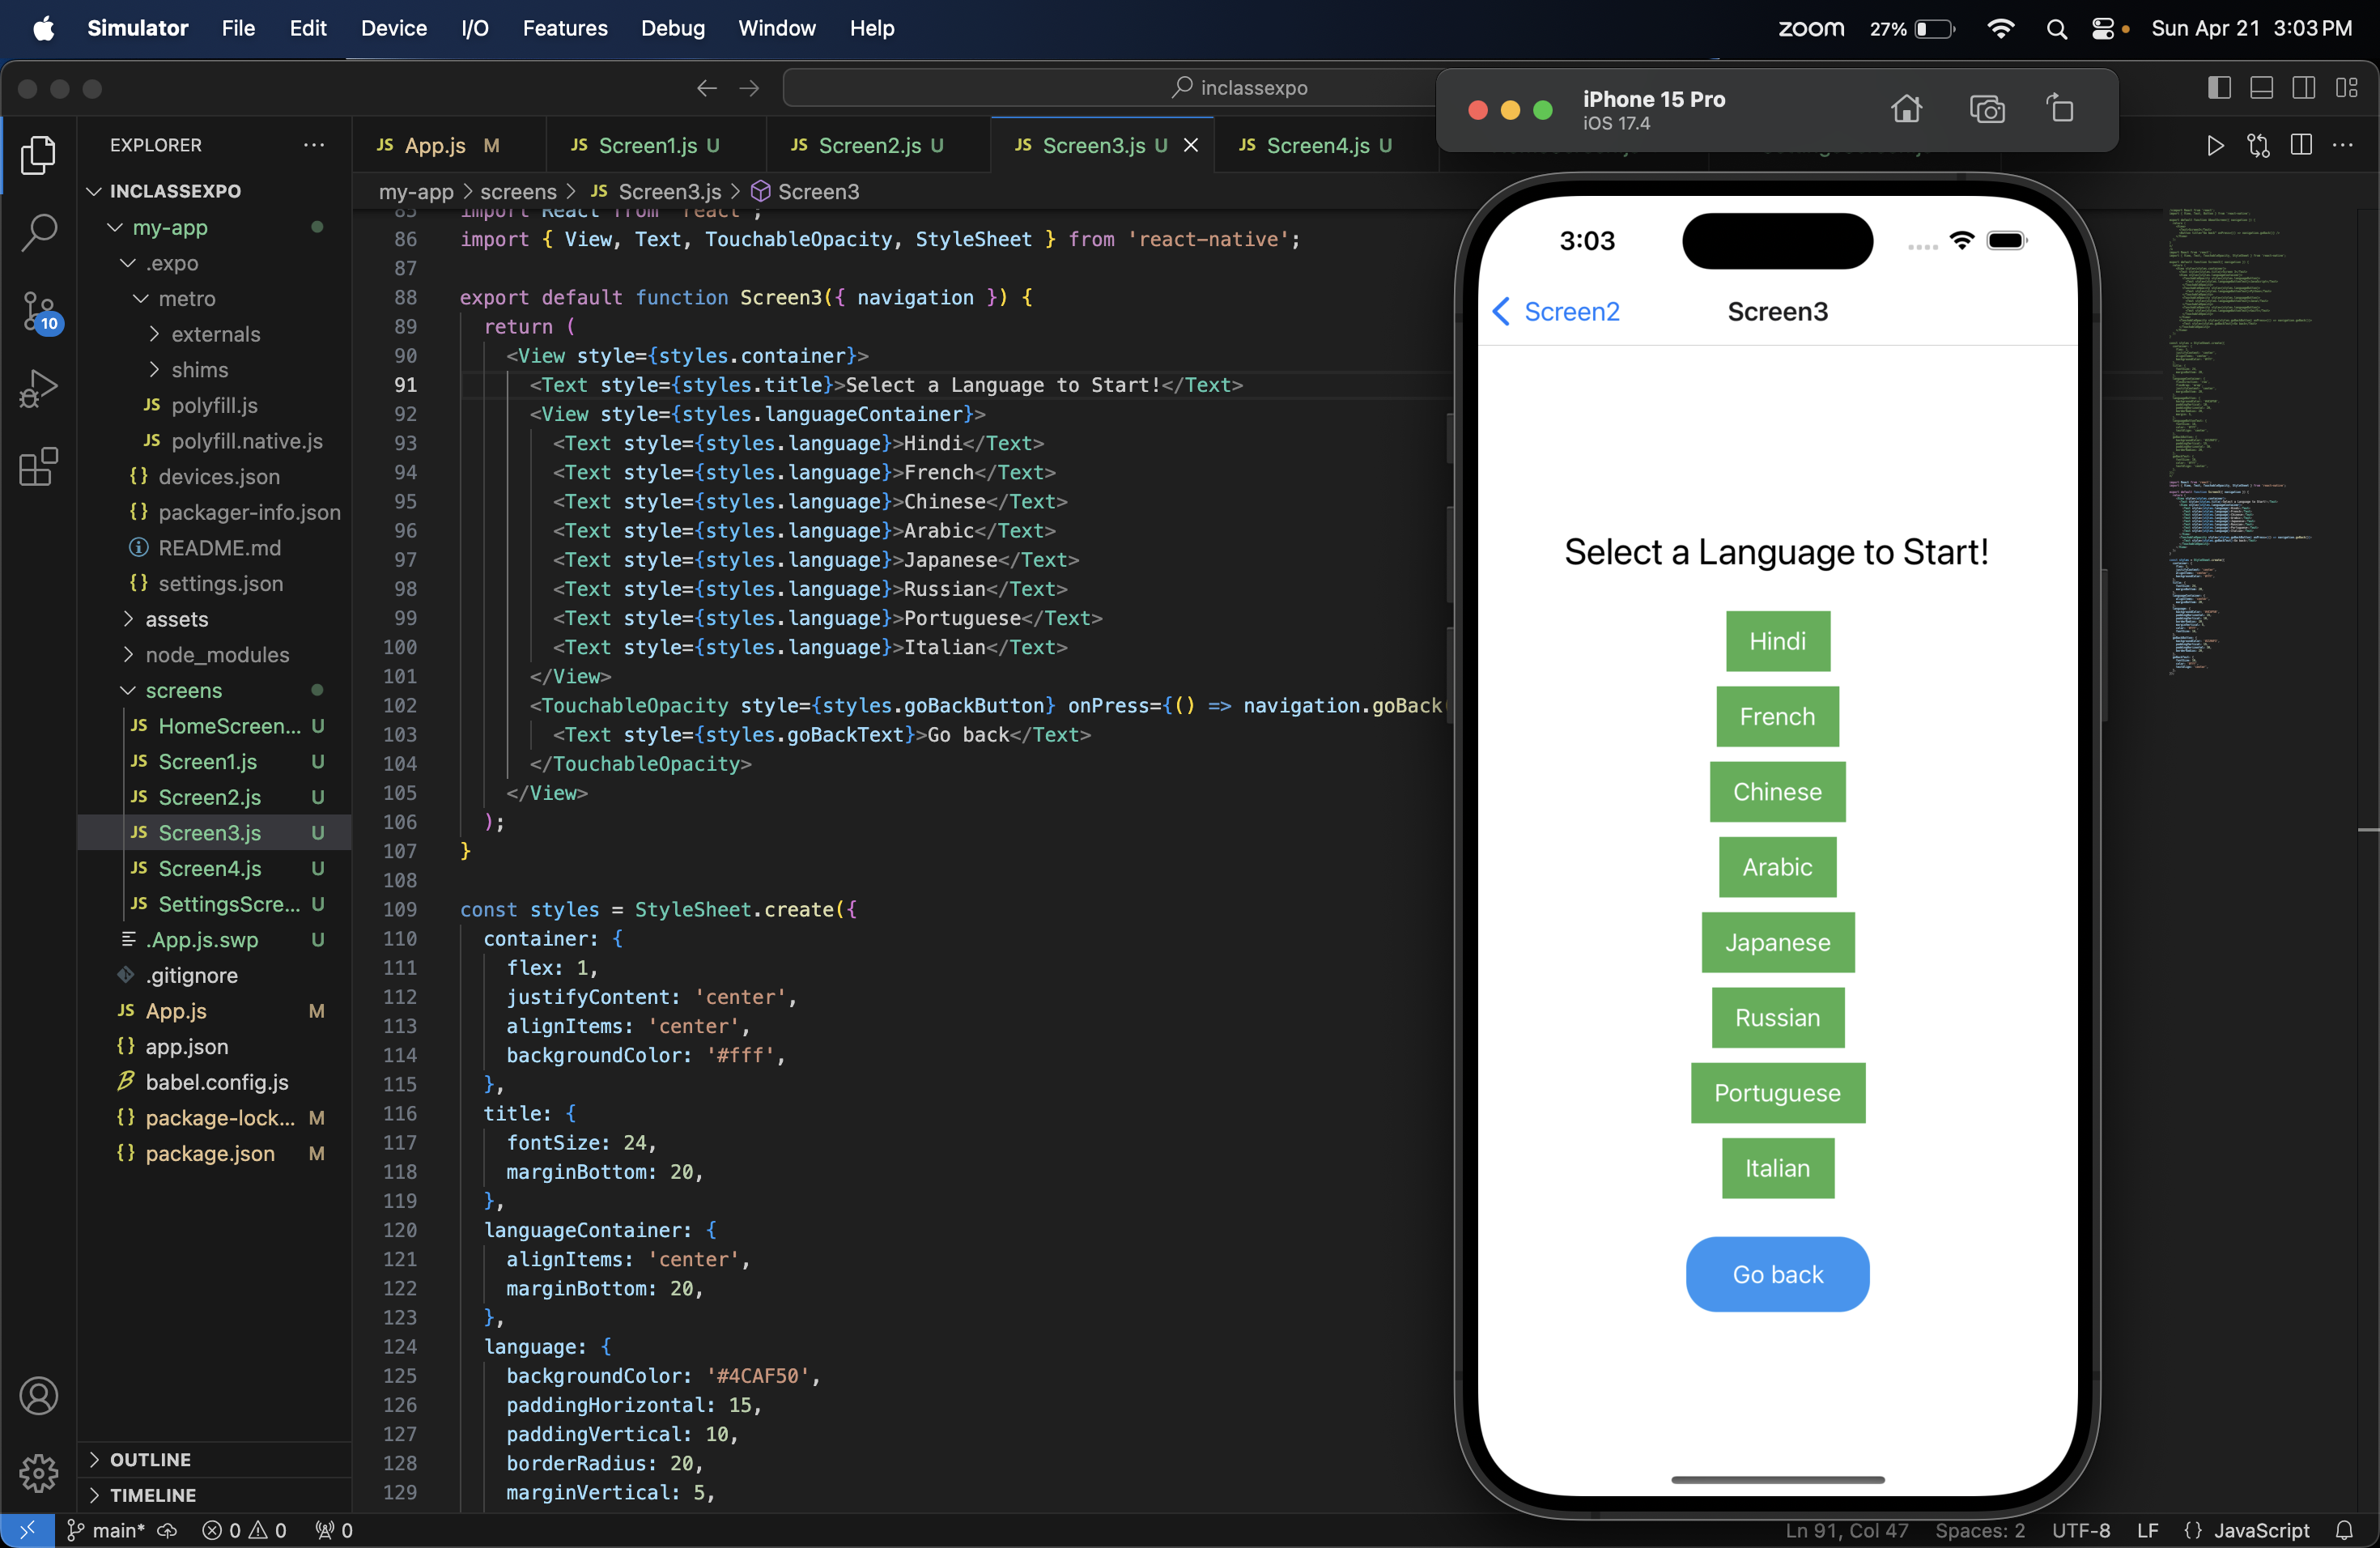 Simulator File Edit Device I/O Features Debug Window Help
zoom 27% Sun Apr 21 3:03 PM
inclassexpo
iPhone 15 Pro
iOS 17.4
EXPLORER
INCLASSEXPO
my-app
.expo
metro
externals
shims
JS polyfill.js
JS polyfill.native.js
{} devices.json
{} packager-info.json
README.md
{} settings.json
assets
node_modules
screens
JS HomeScreen... U
JS Screen1.js U
JS Screen2.js U
JS Screen3.js U
JS Screen4.js U
JS SettingsScre... U
.App.js.swp U
.gitignore
JS App.js M
{} app.json
babel.config.js
{} package-lock... M
{} package.json M
OUTLINE
TIMELINE
10
JS App.js M JS Screen1.js U JS Screen2.js U JS Screen3.js U JS Screen4.js U
my-app > screens > JS Screen3.js > Screen3
85 import React from 'react';
86 import { View, Text, TouchableOpacity, StyleSheet } from 'react-native';
87
88 export default function Screen3({ navigation }) {
89 return (
90 <View style={styles.container}>
91 <Text style={styles.title}>Select a Language to Start!</Text>
92 <View style={styles.languageContainer}>
93 <Text style={styles.language}>Hindi</Text>
94 <Text style={styles.language}>French</Text>
95 <Text style={styles.language}>Chinese</Text>
96 <Text style={styles.language}>Arabic</Text>
97 <Text style={styles.language}>Japanese</Text>
98 <Text style={styles.language}>Russian</Text>
99 <Text style={styles.language}>Portuguese</Text>
100 <Text style={styles.language}>Italian</Text>
101 </View>
102 <TouchableOpacity style={styles.goBackButton} onPress={() => navigation.goBack(
103 <Text style={styles.goBackText}>Go back</Text>
104 </TouchableOpacity>
105 </View>
106 );
107 }
108
109 const styles = StyleSheet.create({
110 container: {
111 flex: 1,
112 justifyContent: 'center',
113 alignItems: 'center',
114 backgroundColor: '#fff',
115 },
116 title: {
117 fontSize: 24,
118 marginBottom: 20,
119 },
120 languageContainer: {
121 alignItems: 'center',
122 marginBottom: 20,
123 },
124 language: {
125 backgroundColor: '#4CAF50',
126 paddingHorizontal: 15,
127 paddingVertical: 10,
128 borderRadius: 20,
129 marginVertical: 5,
3:03
Screen2 Screen3
Select a Language to Start!
Hindi
French
Chinese
Arabic
Japanese
Russian
Portuguese
Italian
Go back
main* 0 0 0
Ln 91, Col 47 Spaces: 2 UTF-8 LF {} JavaScript